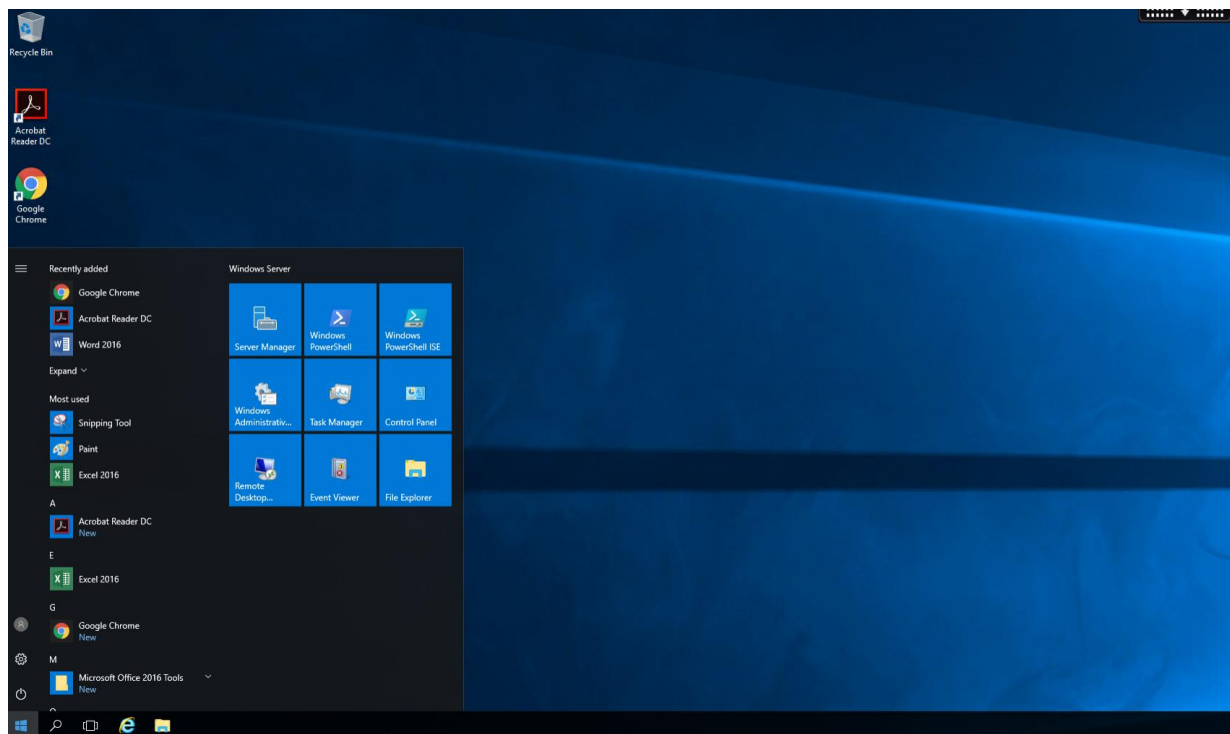 Recycle Bin
Acrobat
Reader DC
Google
Chrome
Recently added
Google Chrome
Acrobat Reader DC
Word 2016
Expand
Most used
Snipping Tool
Paint
Excel 2016
A
Acrobat Reader DC
New
E
Excel 2016
G
Google Chrome
New
M
Microsoft Office 2016 Tools
New
Windows Server
Server Manager
Windows
PowerShell
Windows
PowerShell ISE
Windows
Administrativ...
Task Manager
Control Panel
Remote
Desktop...
Event Viewer
File Explorer